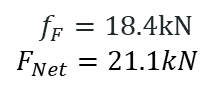 f_F = 18.4kN
F_Net = 21.1kN